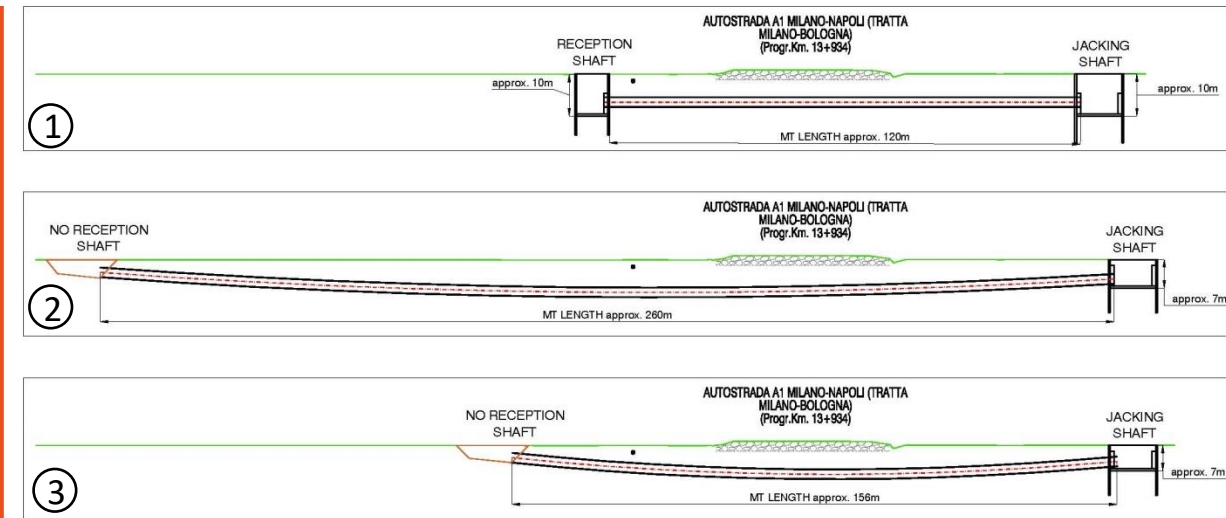 AUTOSTRADA A1 MILANO-NAPOLI (TRATTA
MILANO-BOLOGNA)
(Progr.Km. 13+934)
RECEPTION
SHAFT
JACKING
SHAFT
approx. 10m
approx. 10m
MT LENGTH approx. 120m
1
AUTOSTRADA A1 MILANO-NAPOLI (TRATTA
MILANO-BOLOGNA)
(Progr.Km. 13+934)
NO RECEPTION
SHAFT
JACKING
SHAFT
approx. 7m
MT LENGTH approx. 260m
2
AUTOSTRADA A1 MILANO-NAPOLI (TRATTA
MILANO-BOLOGNA)
(Progr.Km. 13+934)
NO RECEPTION
SHAFT
JACKING
SHAFT
approx. 7m
MT LENGTH approx. 156m
3